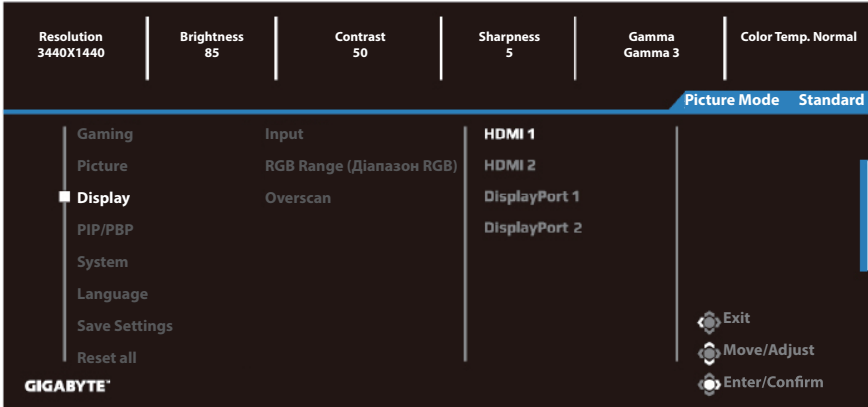 Resolution Brightness Contrast Sharpness Gamma Color Temp. Normal
3440X1440 85 50 5 Gamma 3
Picture Mode Standard
Gaming Input HDMI 1
Picture RGB Range (Діапазон RGB) HDMI 2
Display Overscan DisplayPort 1
PIP/PBP DisplayPort 2
System
Language
Save Settings
Exit
Reset all
Move/Adjust
GIGABYTE™
Enter/Confirm